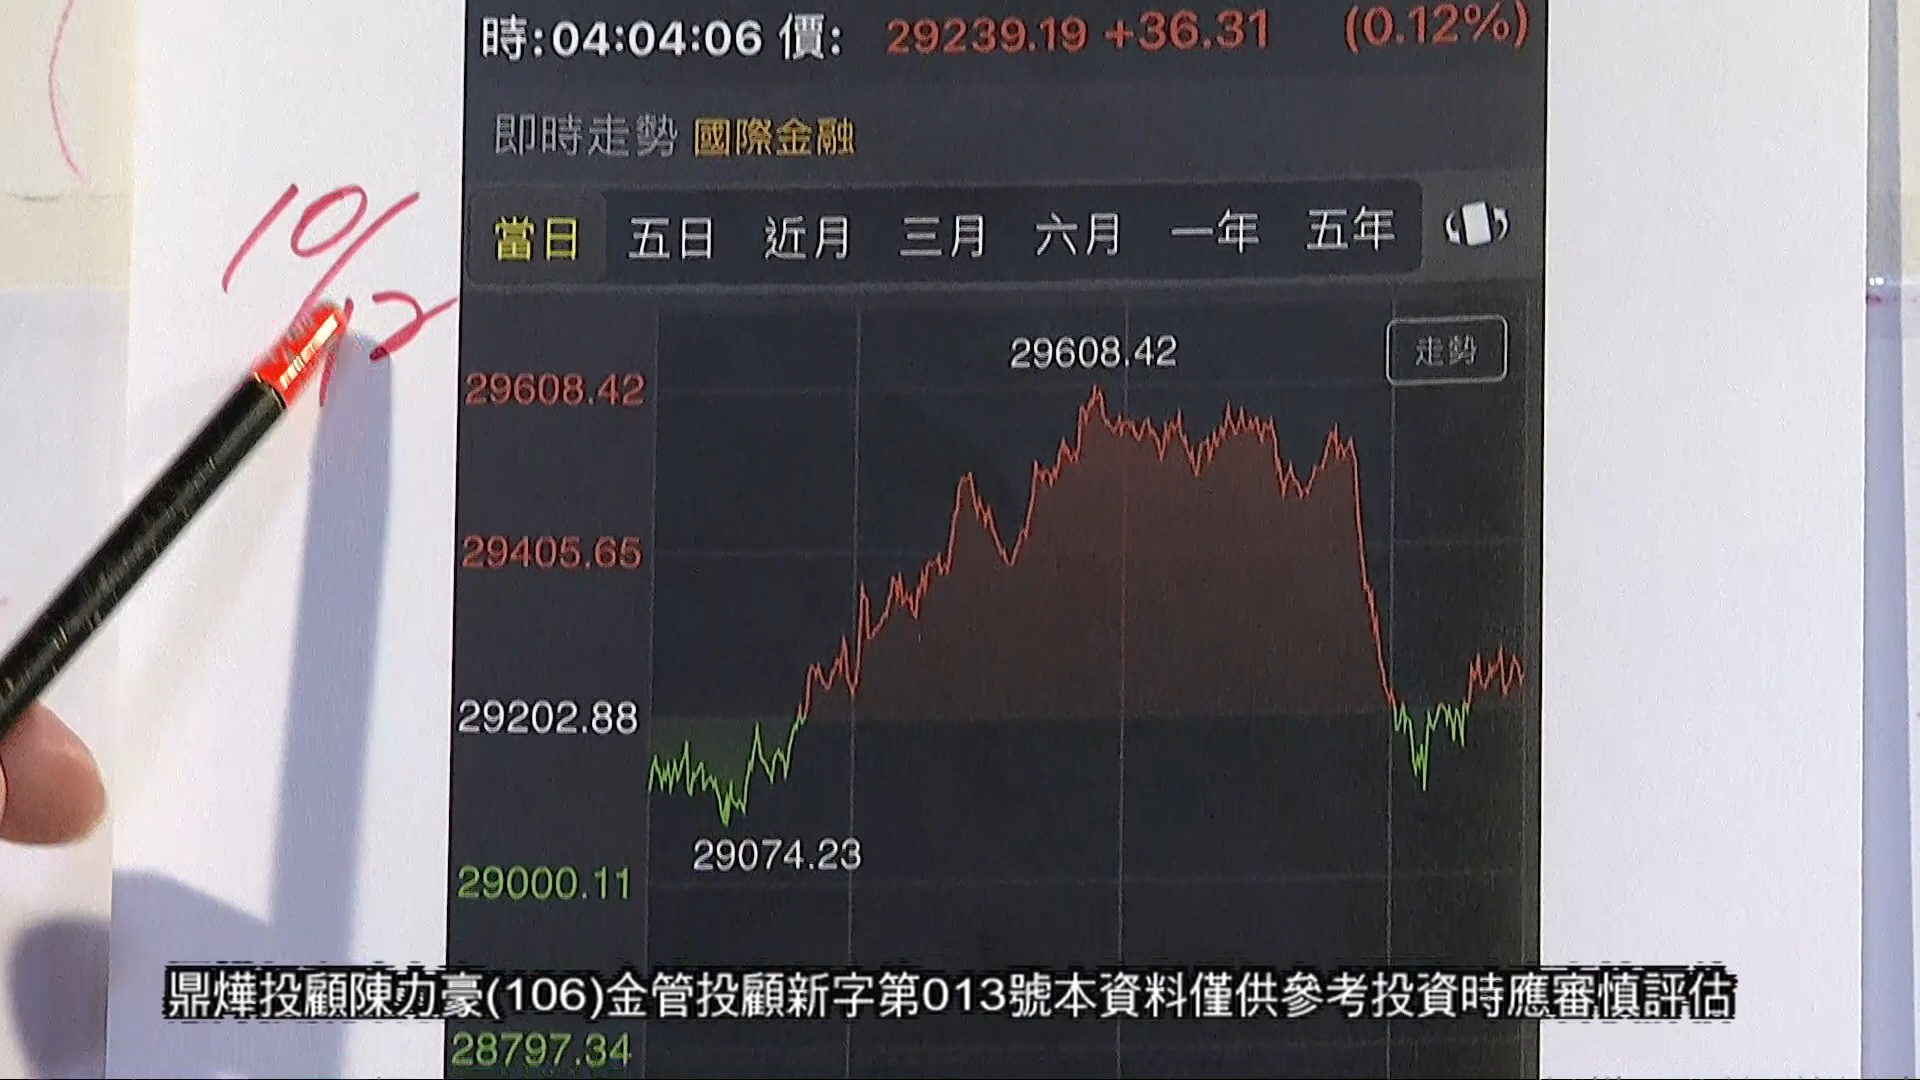 時:04:04:06 價: 29239.19 +36.31 (0.12%)
即時走勢 國際金融
10/12
當日 五日 近月 三月 六月 一年 五年
走勢
29608.42
29608.42
29405.65
29202.88
29074.23
29000.11
鼎燁投顧陳力豪(106)金管投顧新字第013號本資料僅供參考投資時應審慎評估
28797.34